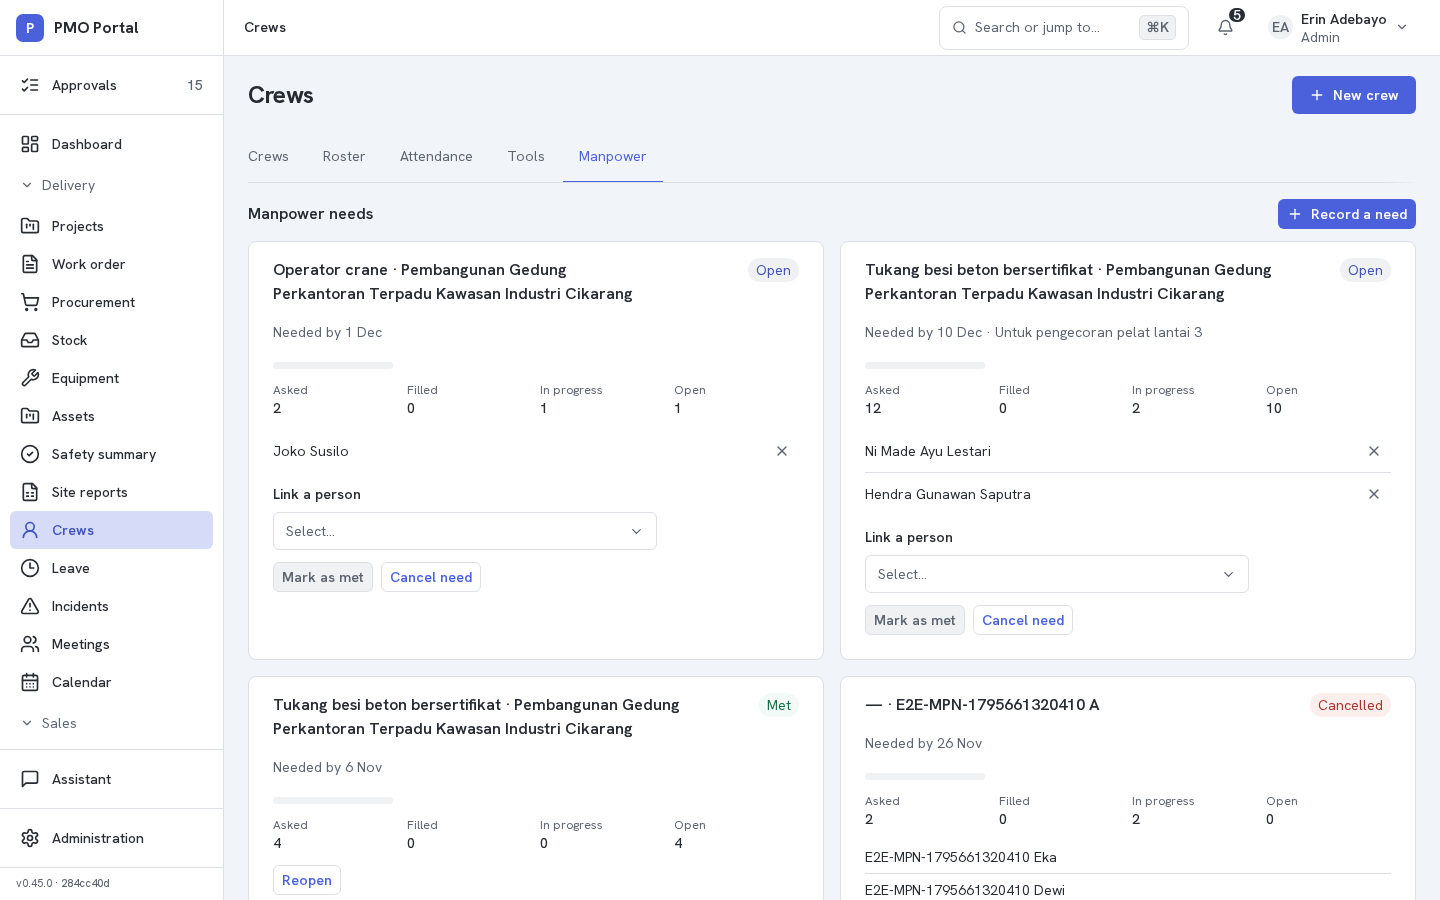 P PMO Portal
Crews
Search or jump to...
⌘K
5
EA
Erin Adebayo
Admin
Approvals 15
Dashboard
Delivery
Projects
Work order
Procurement
Stock
Equipment
Assets
Safety summary
Site reports
Crews
Leave
Incidents
Meetings
Calendar
Sales
Assistant
Administration
v0.45.0 · 284cc40d
Crews
New crew
Crews Roster Attendance Tools Manpower
Manpower needs
Record a need
Operator crane · Pembangunan Gedung
Perkantoran Terpadu Kawasan Industri Cikarang
Open
Needed by 1 Dec
Asked Filled In progress Open
2 0 1 1
Joko Susilo
Link a person
Select...
Mark as met Cancel need
Tukang besi beton bersertifikat · Pembangunan Gedung
Perkantoran Terpadu Kawasan Industri Cikarang
Open
Needed by 10 Dec · Untuk pengecoran pelat lantai 3
Asked Filled In progress Open
12 0 2 10
Ni Made Ayu Lestari
Hendra Gunawan Saputra
Link a person
Select...
Mark as met Cancel need
Tukang besi beton bersertifikat · Pembangunan Gedung
Perkantoran Terpadu Kawasan Industri Cikarang
Met
Needed by 6 Nov
Asked Filled In progress Open
4 0 0 4
Reopen
— · E2E-MPN-1795661320410 A
Cancelled
Needed by 26 Nov
Asked Filled In progress Open
2 0 2 0
E2E-MPN-1795661320410 Eka
E2E-MPN-1795661320410 Dewi